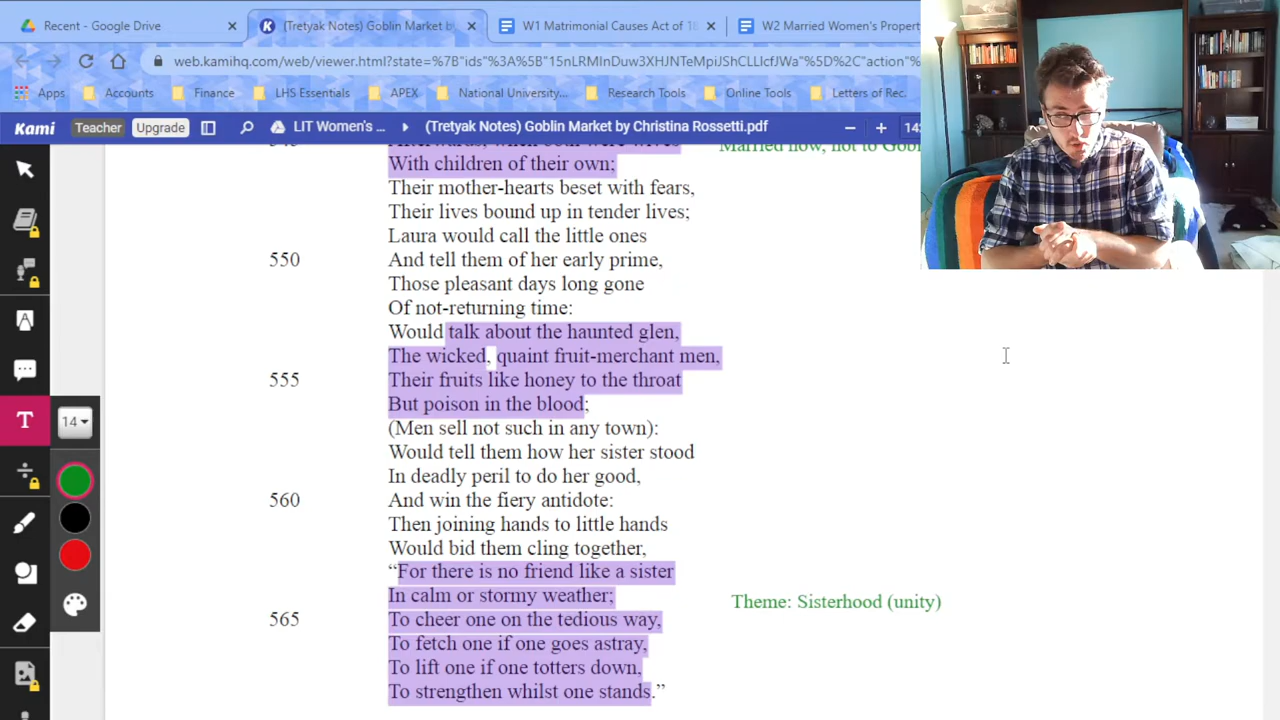 Recent - Google Drive
(Tretyak Notes) Goblin Market by
W1 Matrimonial Causes Act of 18
W2 Married Women's Property
web.kamihq.com/web/viewer.html?state=%7B"ids"%3A%5B"15nLRMInDuw3XHJNTeMpiJShCLLIcfJWa"%5D%2C"action"
Apps
Accounts
Finance
LHS Essentials
APEX
National University...
Research Tools
Online Tools
Letters of Rec.
Kami
Teacher
Upgrade
LIT Women's ...
(Tretyak Notes) Goblin Market by Christina Rossetti.pdf
14
With children of their own;
Their mother-hearts beset with fears,
Their lives bound up in tender lives;
Laura would call the little ones
550 And tell them of her early prime,
Those pleasant days long gone
Of not-returning time:
Would talk about the haunted glen,
The wicked, quaint fruit-merchant men,
555 Their fruits like honey to the throat
But poison in the blood;
(Men sell not such in any town):
Would tell them how her sister stood
In deadly peril to do her good,
560 And win the fiery antidote:
Then joining hands to little hands
Would bid them cling together,
“For there is no friend like a sister
In calm or stormy weather;
Theme: Sisterhood (unity)
565 To cheer one on the tedious way,
To fetch one if one goes astray,
To lift one if one totters down,
To strengthen whilst one stands.”
14